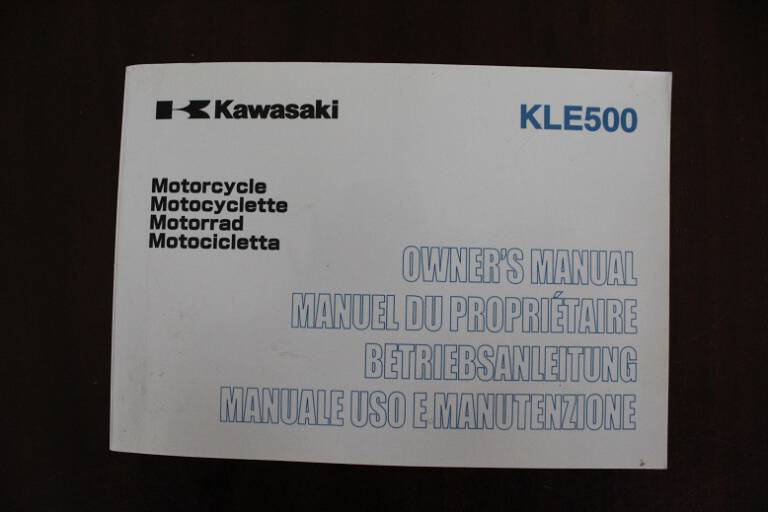 Kawasaki
KLE500
Motorcycle
Motocyclette
Motorrad
Motocicletta
OWNER'S MANUAL
MANUEL DU PROPRIÉTAIRE
BETRIEBSANLEITUNG
MANUALE USO E MANUTENZIONE